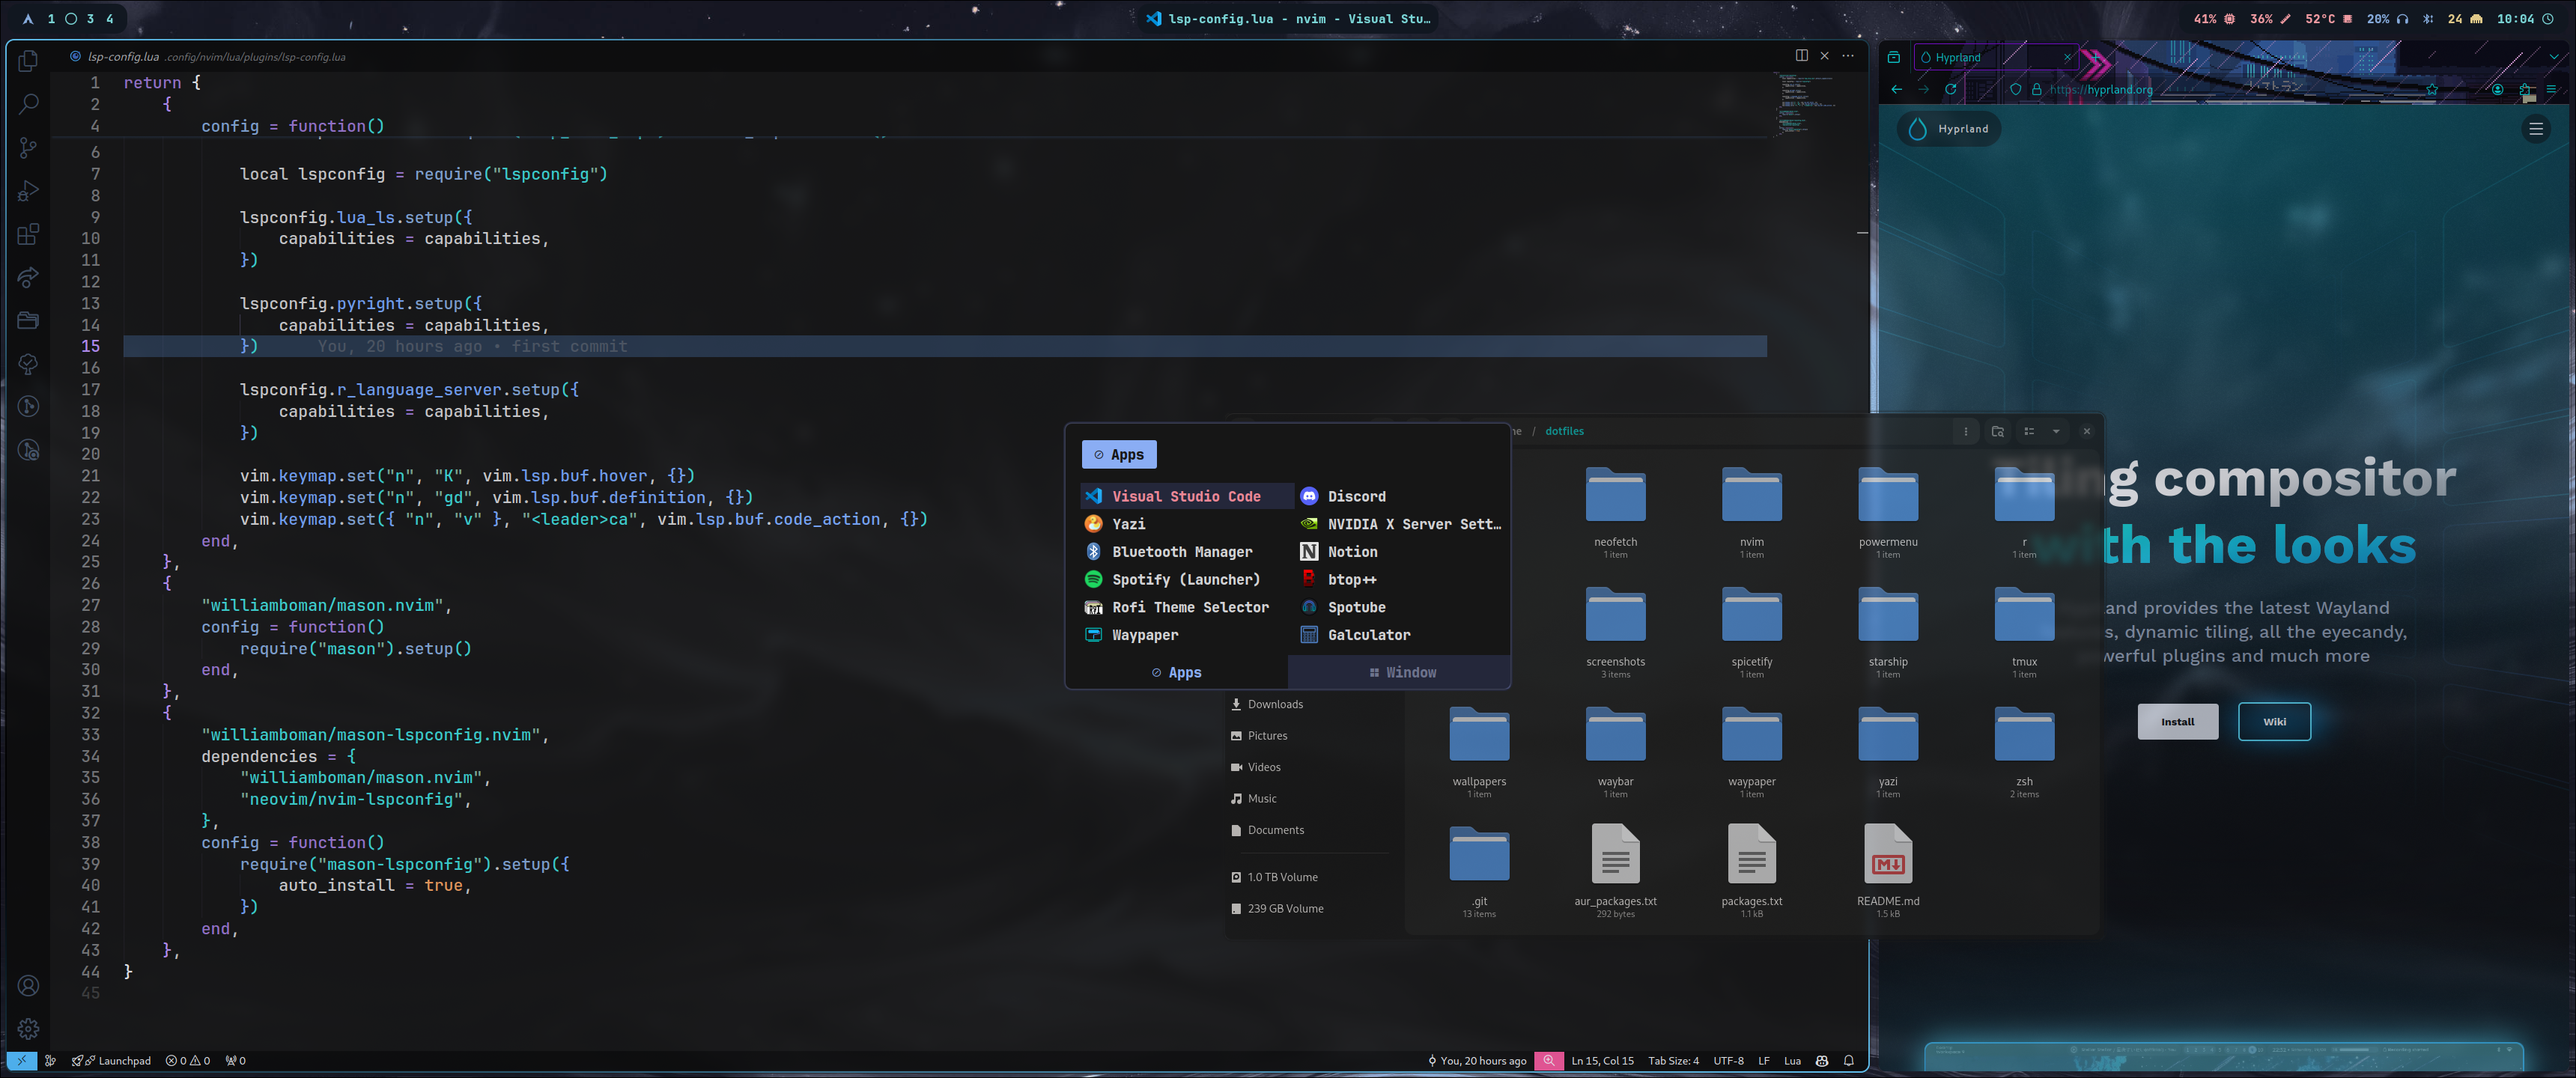 1 3 4
lsp-config.lua - nvim - Visual Stu…
41% 36% 52°C 20% 24 10:04
lsp-config.lua .config/nvim/lua/plugins/lsp-config.lua
1 return {
2 {
4 config = function()
6
7 local lspconfig = require("lspconfig")
8
9 lspconfig.lua_ls.setup({
10 capabilities = capabilities,
11 })
12
13 lspconfig.pyright.setup({
14 capabilities = capabilities,
15 }) You, 20 hours ago • first commit
16
17 lspconfig.r_language_server.setup({
18 capabilities = capabilities,
19 })
20
21 vim.keymap.set("n", "K", vim.lsp.buf.hover, {})
22 vim.keymap.set("n", "gd", vim.lsp.buf.definition, {})
23 vim.keymap.set({ "n", "v" }, "<leader>ca", vim.lsp.buf.code_action, {})
24 end,
25 },
26 {
27 "williamboman/mason.nvim",
28 config = function()
29 require("mason").setup()
30 end,
31 },
32 {
33 "williamboman/mason-lspconfig.nvim",
34 dependencies = {
35 "williamboman/mason.nvim",
36 "neovim/nvim-lspconfig",
37 },
38 config = function()
39 require("mason-lspconfig").setup({
40 auto_install = true,
41 })
42 end,
43 },
44 }
45
Launchpad 0 0 0
You, 20 hours ago Ln 15, Col 15 Tab Size: 4 UTF-8 LF Lua
Apps
Visual Studio Code Discord
Yazi NVIDIA X Server Sett…
Bluetooth Manager Notion
Spotify (Launcher) btop++
Rofi Theme Selector Spotube
Waypaper Galculator
Apps Window
/ dotfiles
neofetch nvim powermenu r
1 item 1 item 1 item 1 item
screenshots spicetify starship tmux
3 items 1 item 1 item 1 item
wallpapers waybar waypaper yazi zsh
1 item 1 item 1 item 1 item 2 items
.git aur_packages.txt packages.txt README.md
13 items 292 bytes 1.1 kB 1.5 kB
Downloads
Pictures
Videos
Music
Documents
1.0 TB Volume
239 GB Volume
Hyprland
https://hyprland.org
レストラン
Hyprland
compositor
the looks
provides the latest Wayland
dynamic tiling, all the eyecandy,
plugins and much more
Install Wiki